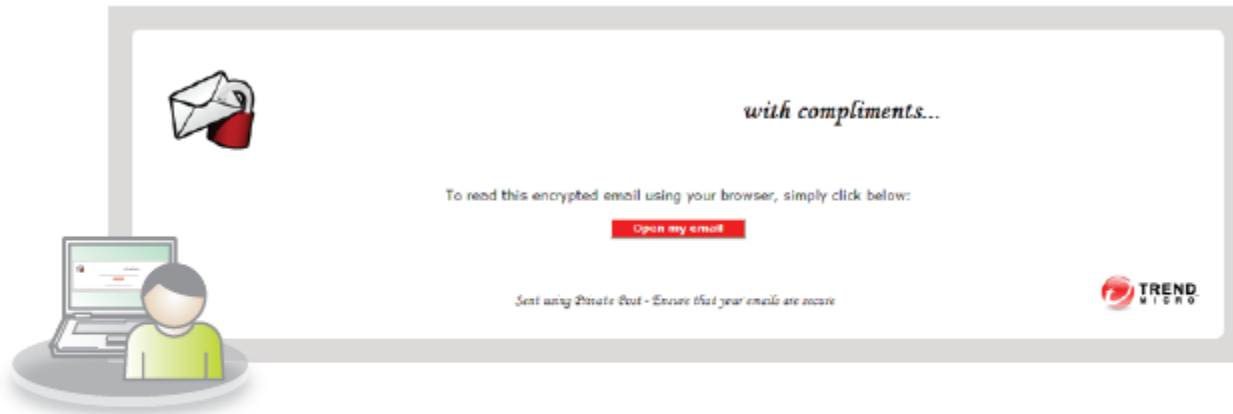 with compliments...
To read this encrypted email using your browser, simply click below:
Open my email
Sent using Private Post - Ensure that your emails are secure
TREND
MICRO